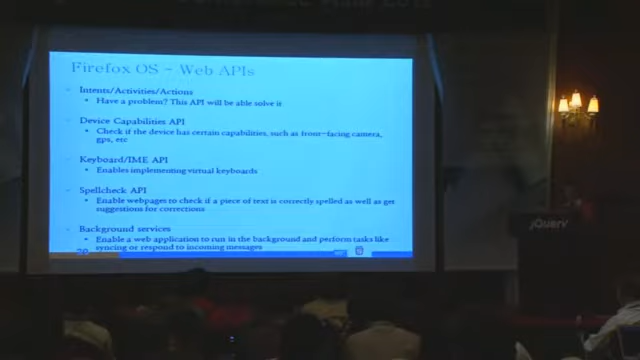 Firefox OS - Web APIs
- Intents/Activities/Actions
• Have a problem? This API will be able solve it
- Device Capabilities API
• Check if the device has certain capabilities, such as front-facing camera,
gps, etc
- Keyboard/IME API
• Enables implementing virtual keyboards
- Spellcheck API
• Enable webpages to check if a piece of text is correctly spelled as well as get
suggestions for corrections
- Background services
• Enable a web application to run in the background and perform tasks like
syncing or respond to incoming messages
jQuery